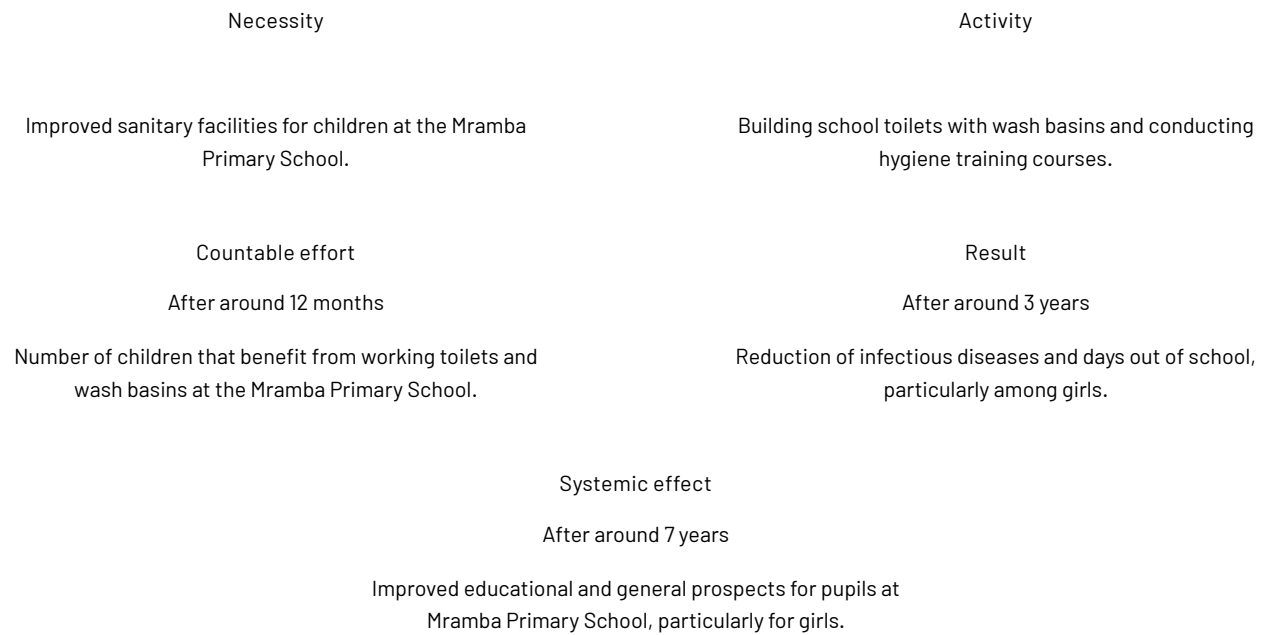 Necessity
Improved sanitary facilities for children at the Mramba
Primary School.
Activity
Building school toilets with wash basins and conducting
hygiene training courses.
Countable effort
After around 12 months
Number of children that benefit from working toilets and
wash basins at the Mramba Primary School.
Result
After around 3 years
Reduction of infectious diseases and days out of school,
particularly among girls.
Systemic effect
After around 7 years
Improved educational and general prospects for pupils at
Mramba Primary School, particularly for girls.